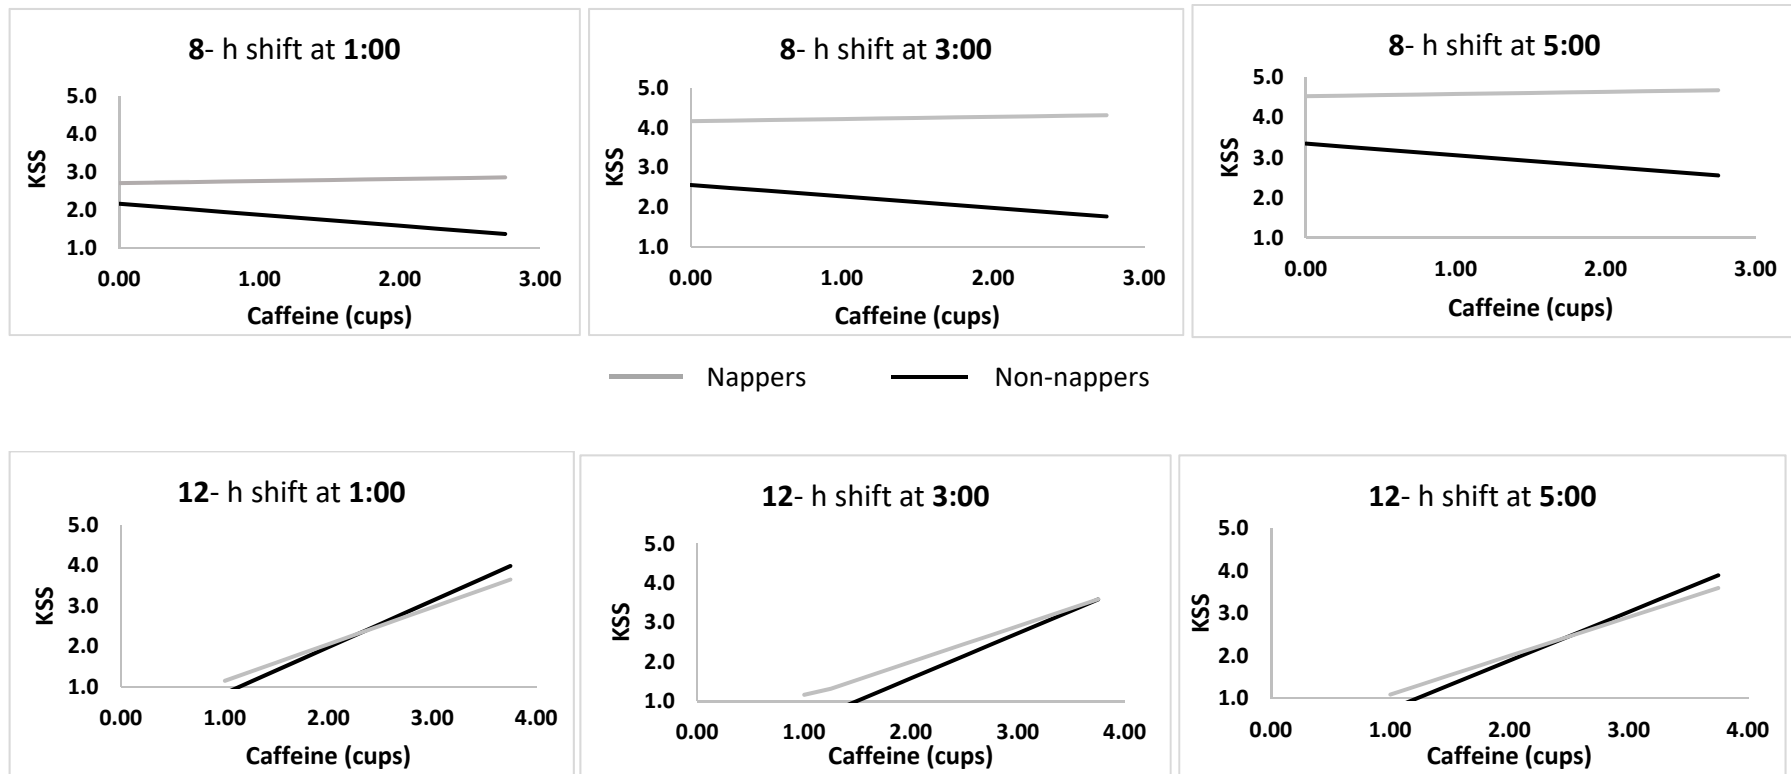 8- h shift at 1:00
5.0
4.0
3.0
2.0
1.0
KSS
0.00 1.00 2.00 3.00
Caffeine (cups)
8- h shift at 3:00
5.0
4.0
3.0
2.0
1.0
KSS
0.00 1.00 2.00 3.00
Caffeine (cups)
8- h shift at 5:00
5.0
4.0
3.0
2.0
1.0
KSS
0.00 1.00 2.00 3.00
Caffeine (cups)
Nappers Non-nappers
12- h shift at 1:00
5.0
4.0
3.0
2.0
1.0
KSS
0.00 1.00 2.00 3.00 4.00
Caffeine (cups)
12- h shift at 3:00
5.0
4.0
3.0
2.0
1.0
KSS
0.00 1.00 2.00 3.00 4.00
Caffeine (cups)
12- h shift at 5:00
5.0
4.0
3.0
2.0
1.0
KSS
0.00 1.00 2.00 3.00 4.00
Caffeine (cups)